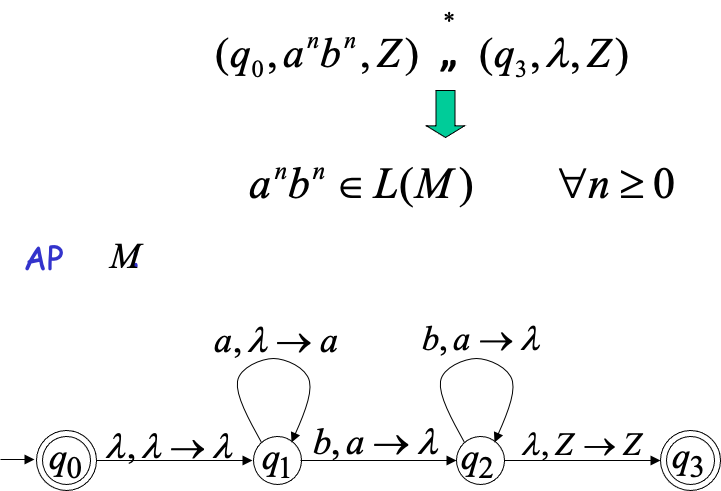 *
(q₀, aⁿbⁿ, Z) „ (q₃, λ, Z)
aⁿbⁿ ∈ L(M) ∀n ≥ 0
AP M
a, λ → a b, a → λ
q₀ λ, λ → λ q₁ b, a → λ q₂ λ, Z → Z q₃